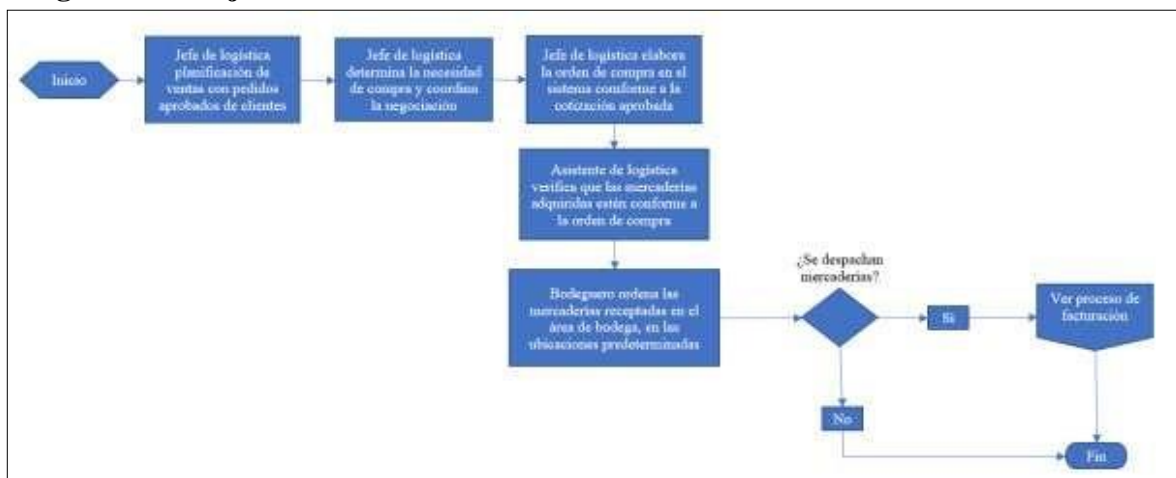 Inicio
Jefe de logística
planificación de
ventas con pedidos
aprobados de clientes
Jefe de logística
determina la necesidad
de compra y coordina
la negociación
Jefe de logística elabora
la orden de compra en el
sistema conforme a la
cotización aprobada
Asistente de logística
verifica que las mercaderías
adquiridas estén conforme a
la orden de compra
Bodeguero ordena las
mercaderías receptadas en el
área de bodega, en las
ubicaciones predeterminadas
¿Se despachan
mercaderías?
Si
Ver proceso de
facturación
No
Fin